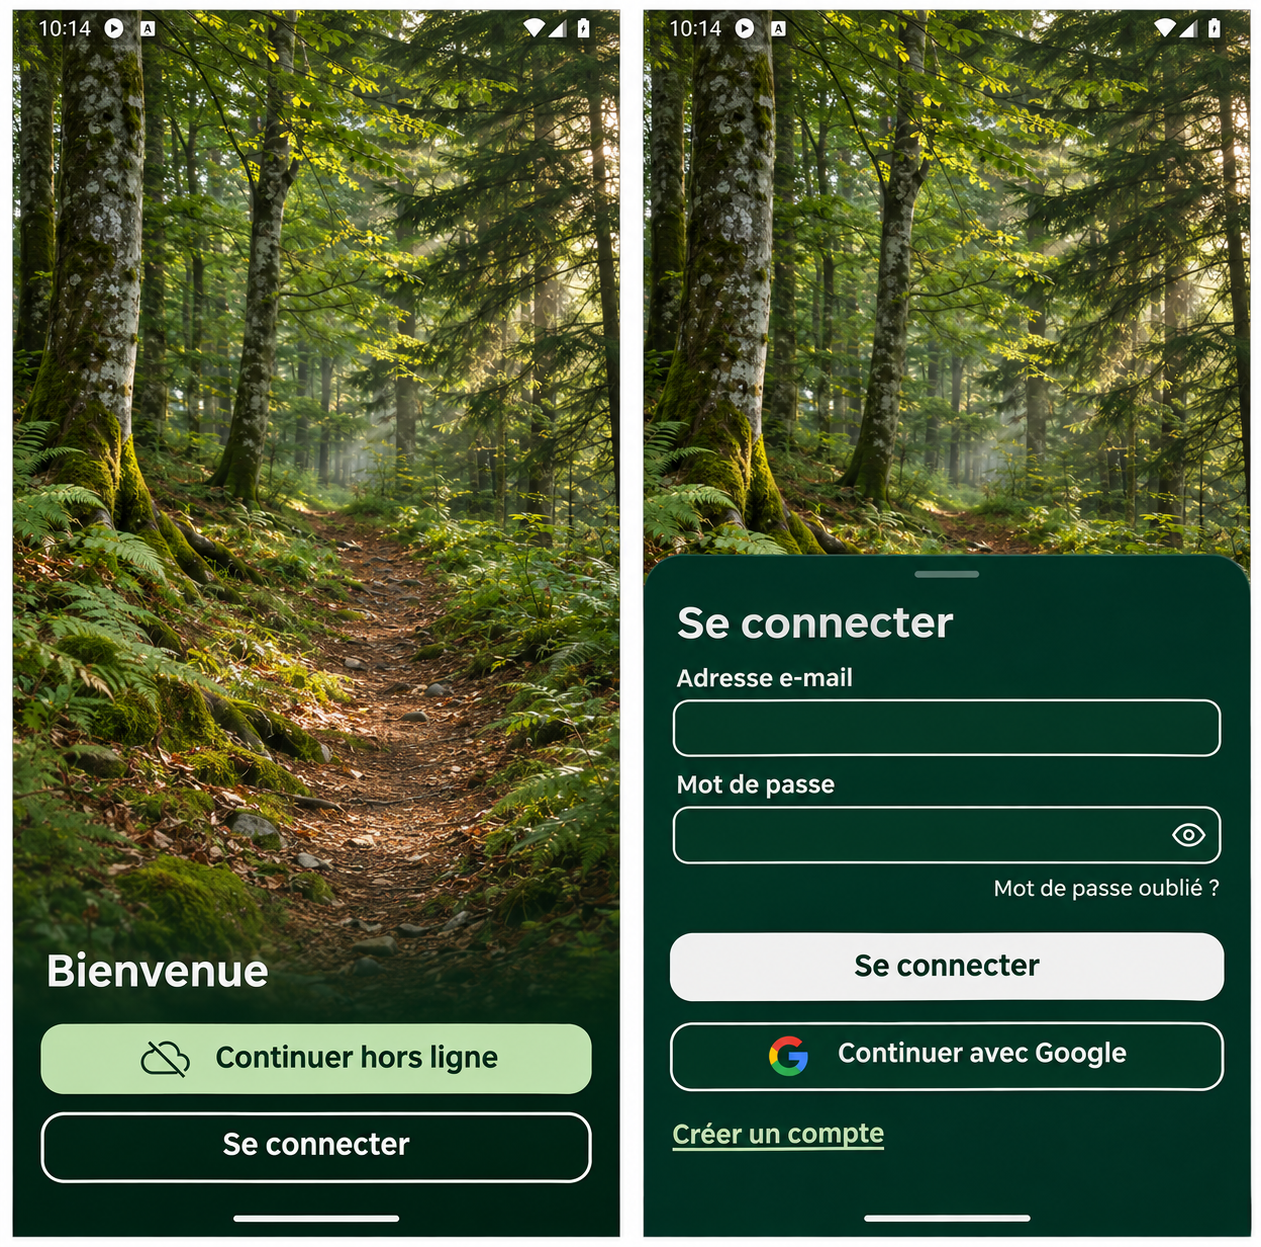 10:14
A
Bienvenue
Continuer hors ligne
Se connecter
10:14
A
Se connecter
Adresse e-mail
Mot de passe
Mot de passe oublié ?
Se connecter
Continuer avec Google
Créer un compte